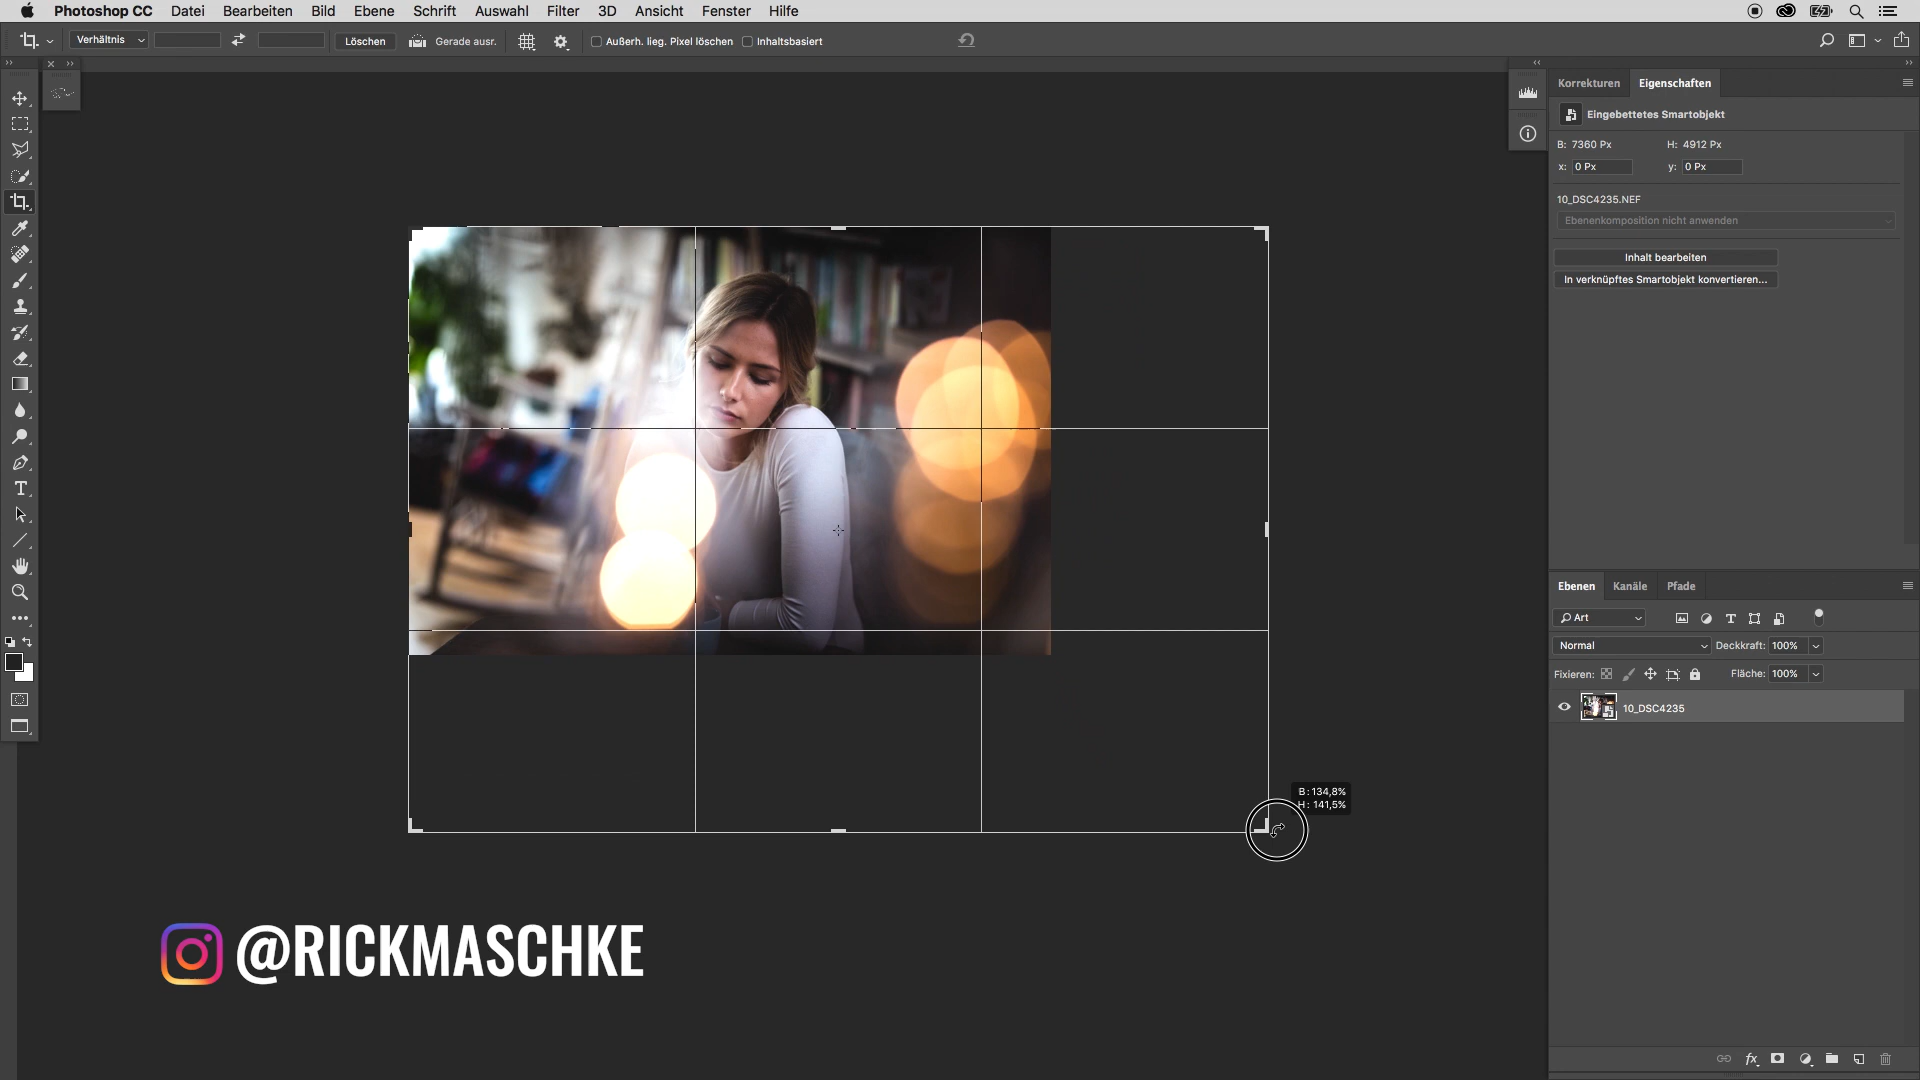 Photoshop CC Datei Bearbeiten Bild Ebene Schrift Auswahl Filter 3D Ansicht Fenster Hilfe
Verhältnis Löschen Gerade ausr. Außerh. lieg. Pixel löschen Inhaltsbasiert
Korrekturen Eigenschaften
Eingebettetes Smartobjekt
B: 7360 Px H: 4912 Px
x: 0 Px y: 0 Px
10_DSC4235.NEF
Ebenenkomposition nicht anwenden
Inhalt bearbeiten
In verknüpftes Smartobjekt konvertieren...
Ebenen Kanäle Pfade
Art
Normal Deckkraft: 100%
Fixieren: Fläche: 100%
10_DSC4235
B: 134,8%
H: 141,5%
@RICKMASCHKE